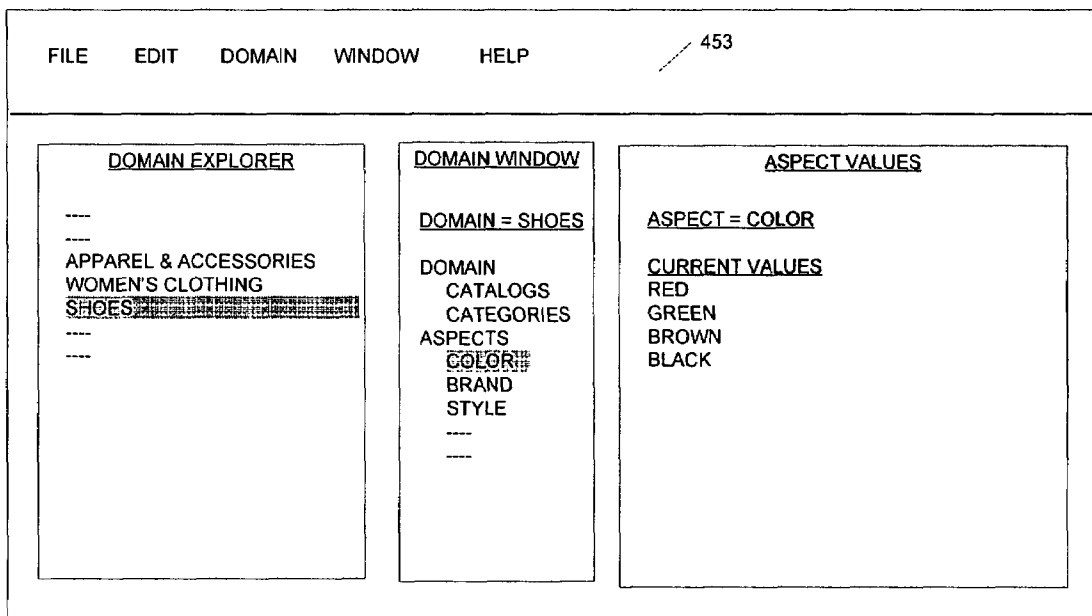 FILE EDIT DOMAIN WINDOW HELP 453
DOMAIN EXPLORER
----
----
APPAREL & ACCESSORIES
WOMEN'S CLOTHING
SHOES
----
----
DOMAIN WINDOW
DOMAIN = SHOES
DOMAIN
CATALOGS
CATEGORIES
ASPECTS
COLOR
BRAND
STYLE
----
----
ASPECT VALUES
ASPECT = COLOR
CURRENT VALUES
RED
GREEN
BROWN
BLACK